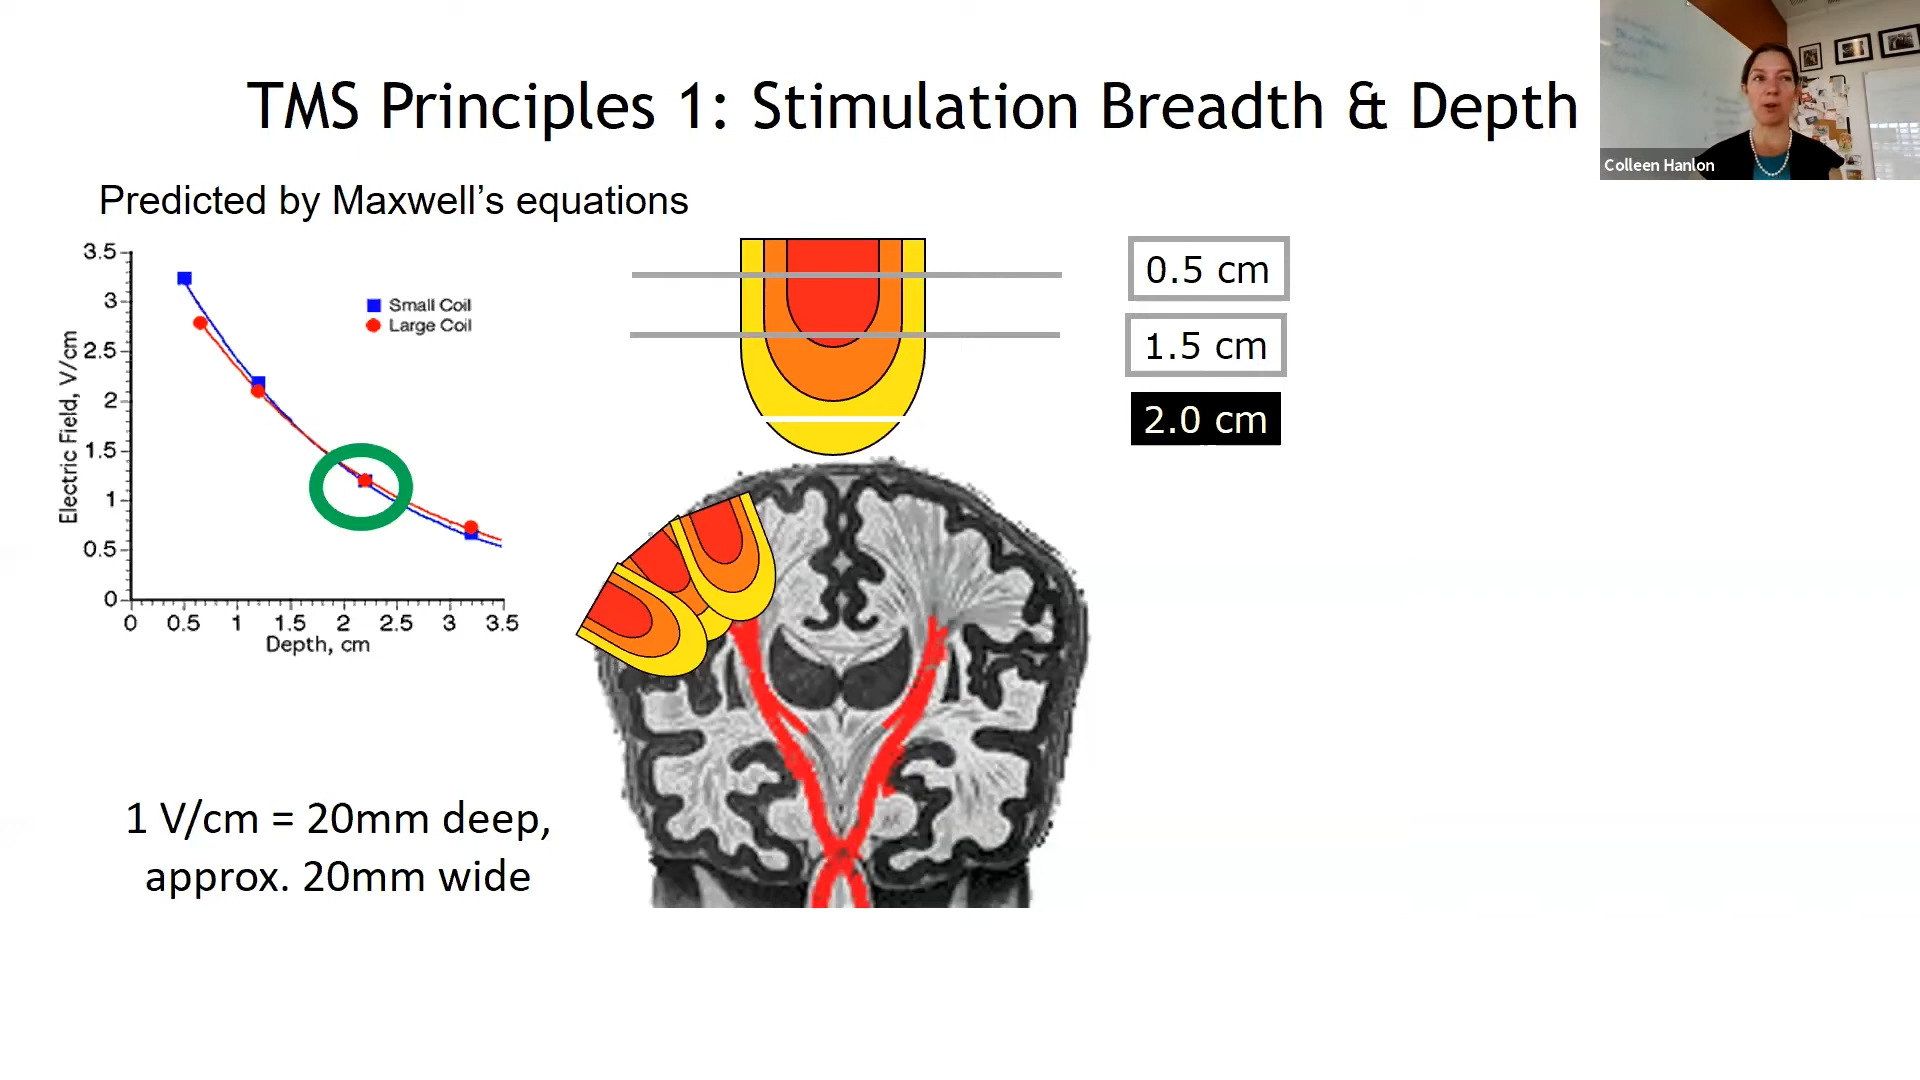 TMS Principles 1: Stimulation Breadth & Depth
Colleen Hanlon
Predicted by Maxwell's equations
3.5
3
2.5
2
1.5
1
0.5
0
Electric Field, V/cm
Small Coil
Large Coil
0 0.5 1 1.5 2 2.5 3 3.5
Depth, cm
0.5 cm
1.5 cm
2.0 cm
1 V/cm = 20mm deep,
approx. 20mm wide